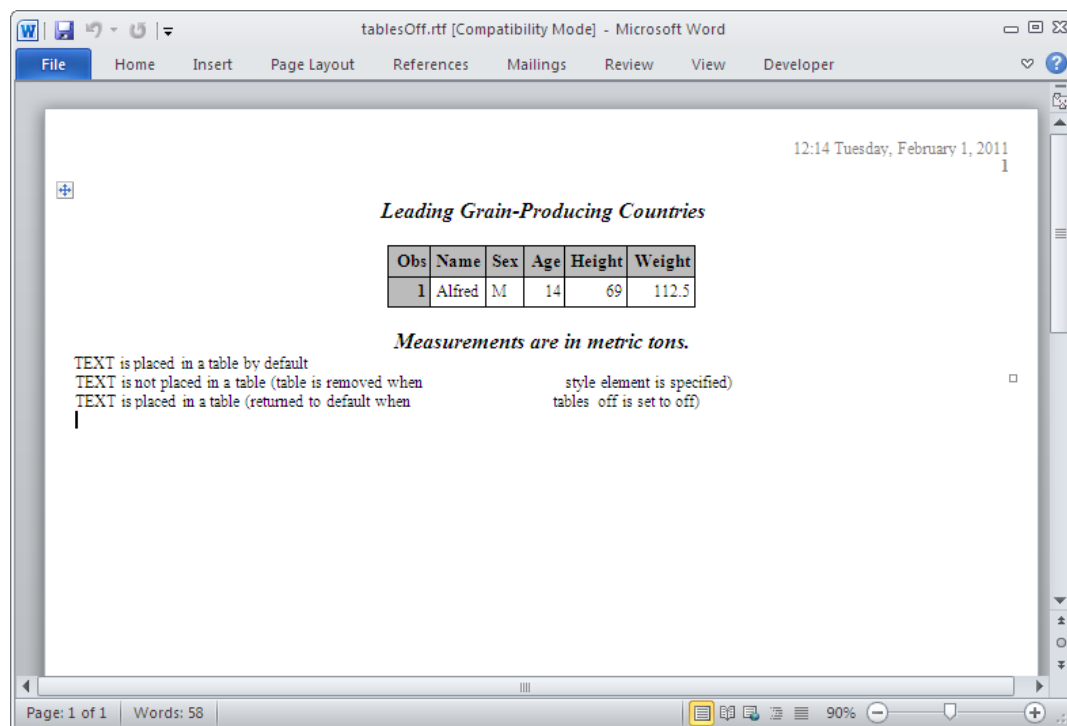 tablesOff.rtf [Compatibility Mode] - Microsoft Word
File Home Insert Page Layout References Mailings Review View Developer
12:14 Tuesday, February 1, 2011
1
Leading Grain-Producing Countries
Obs Name Sex Age Height Weight
1 Alfred M 14 69 112.5
Measurements are in metric tons.
TEXT is placed in a table by default
TEXT is not placed in a table (table is removed when style element is specified)
TEXT is placed in a table (returned to default when tables off is set to off)
Page: 1 of 1 Words: 58 90%